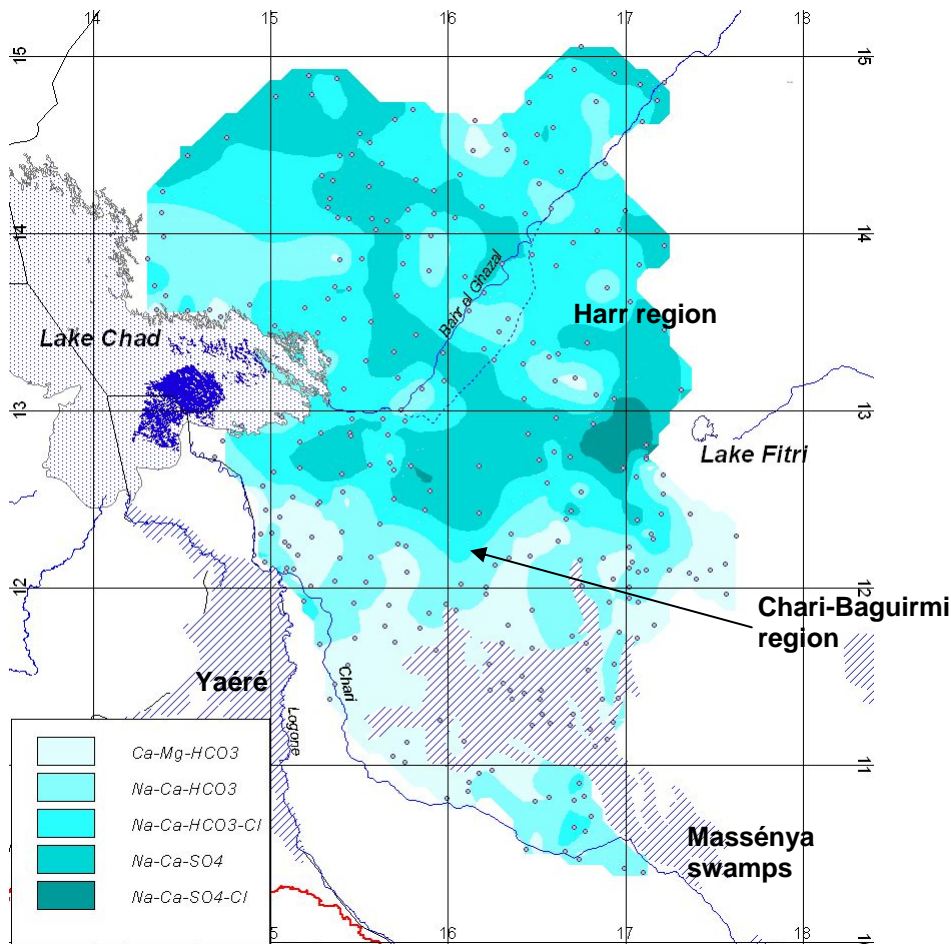 14 15 16 17 18
15
15
14
14
Bahr el Ghazal
Harr region
Lake Chad
13
13
Lake Fitri
12
12
Chari-Baguirmi
region
Yaéré
Chari
Logone
Ca-Mg-HCO3
Na-Ca-HCO3
Na-Ca-HCO3-Cl
Na-Ca-SO4
Na-Ca-SO4-Cl
11
Massénya
swamps
15 16 17 18